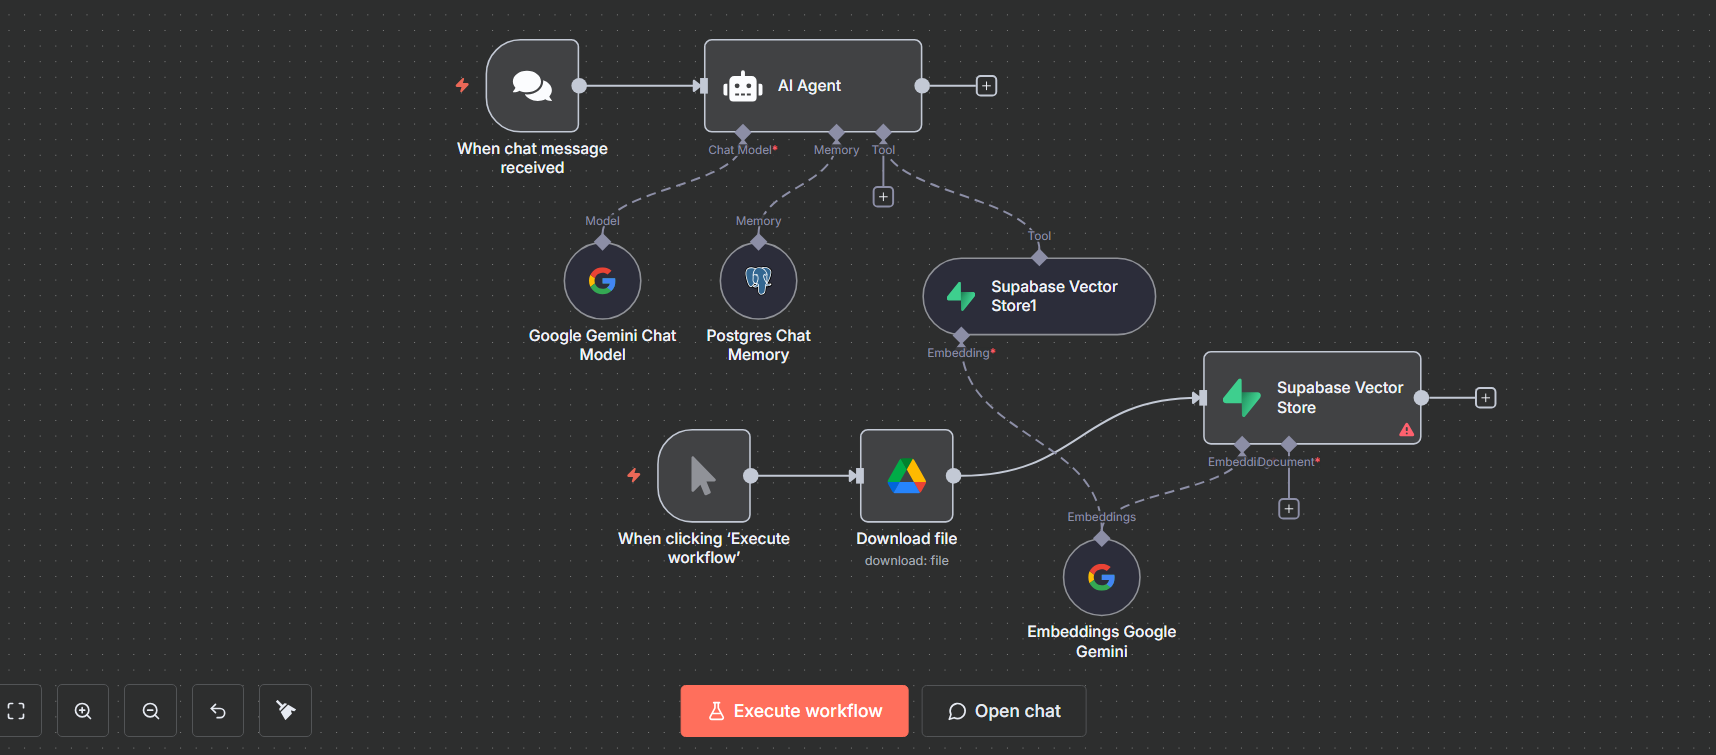 AI Agent
When chat message
received
Chat Model*
Memory
Tool
Model
Memory
Tool
Google Gemini Chat
Model
Postgres Chat
Memory
Supabase Vector
Store1
Embedding*
Supabase Vector
Store
Embeddi
Document*
When clicking ‘Execute
workflow’
Download file
download: file
Embeddings
Embeddings Google
Gemini
Execute workflow
Open chat